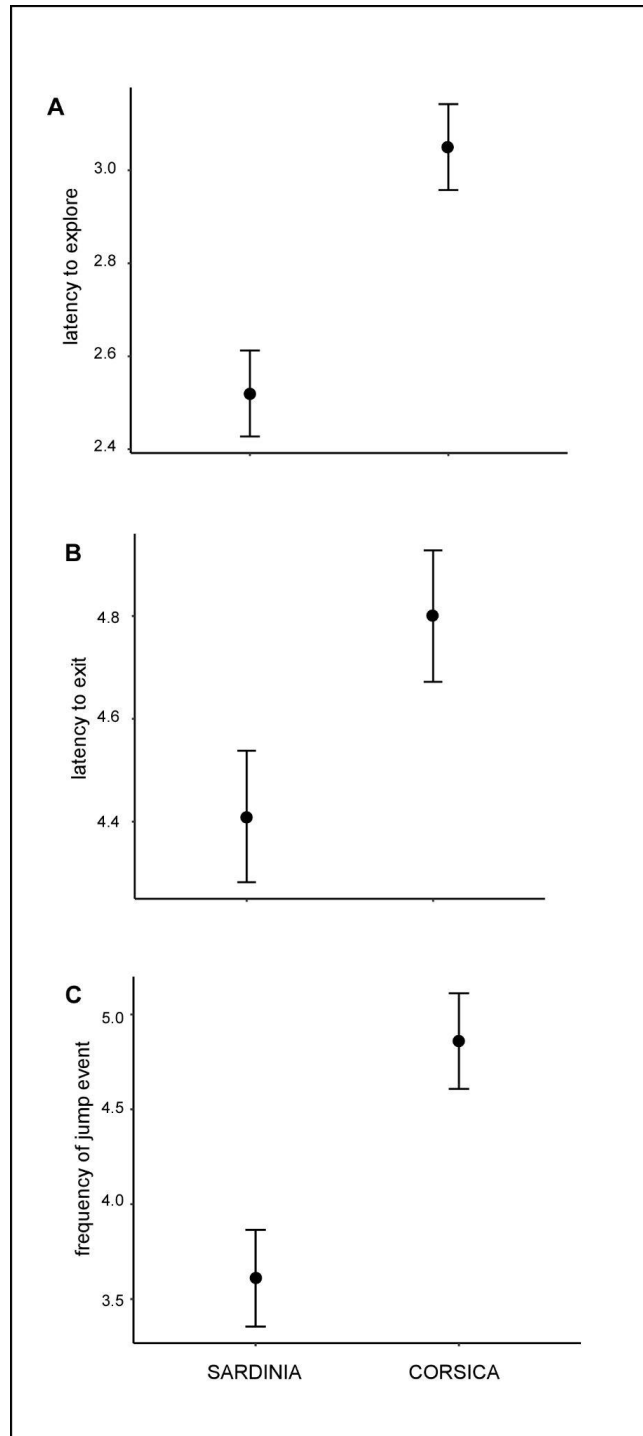 A
latency to explore
3.0
2.8
2.6
2.4
B
latency to exit
4.8
4.6
4.4
C
frequency of jump event
5.0
4.5
4.0
3.5
SARDINIA CORSICA